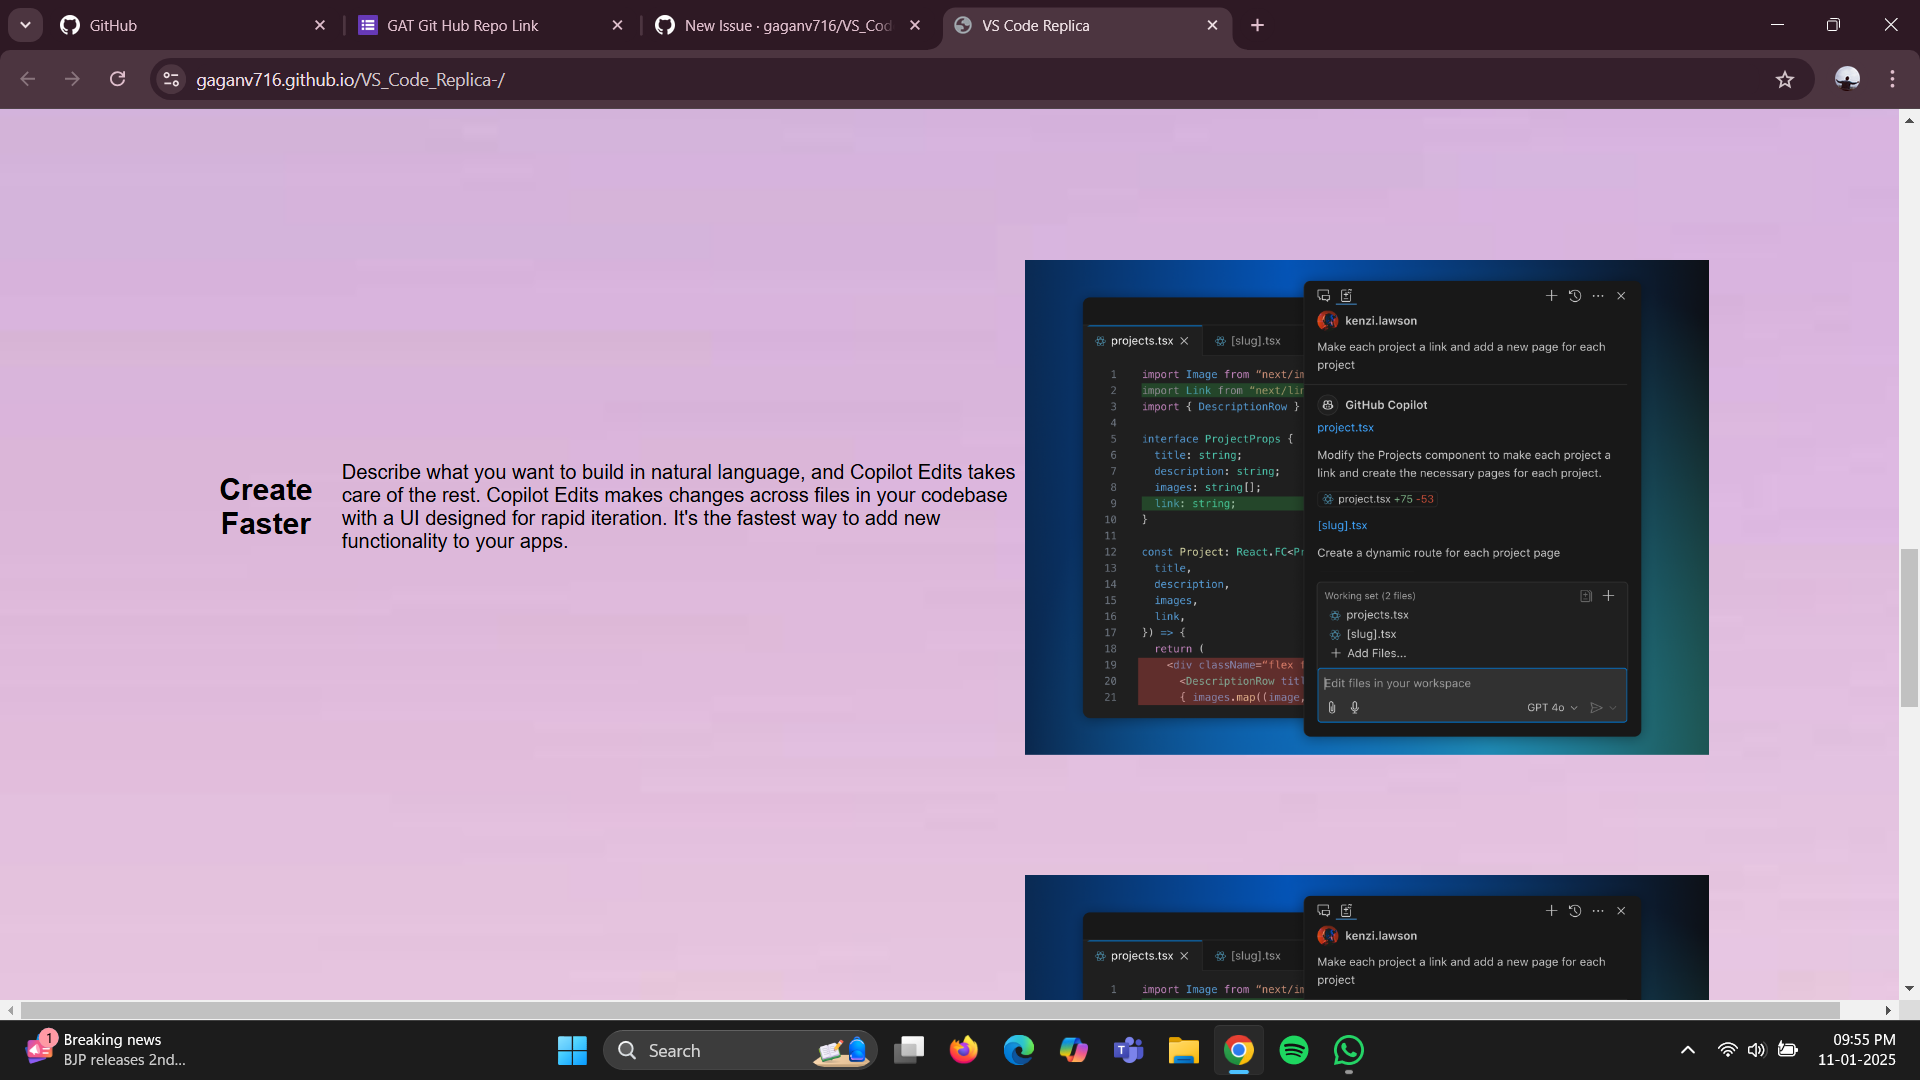 GitHub
GAT Git Hub Repo Link
New Issue · gaganv716/VS_Cod
VS Code Replica
gaganv716.github.io/VS_Code_Replica-/
Create
Faster
Describe what you want to build in natural language, and Copilot Edits takes
care of the rest. Copilot Edits makes changes across files in your codebase
with a UI designed for rapid iteration. It's the fastest way to add new
functionality to your apps.
projects.tsx
[slug].tsx
1 import Image from "next/im
2 import Link from "next/lin
3 import { DescriptionRow }
4
5 interface ProjectProps {
6 title: string;
7 description: string;
8 images: string[];
9 link: string;
10 }
11
12 const Project: React.FC<Pr
13 title,
14 description,
15 images,
16 link,
17 }) => {
18 return (
19 <div className="flex f
20 <DescriptionRow titl
21 { images.map((image,
kenzi.lawson
Make each project a link and add a new page for each
project
GitHub Copilot
project.tsx
Modify the Projects component to make each project a
link and create the necessary pages for each project.
project.tsx +75 -53
[slug].tsx
Create a dynamic route for each project page
Working set (2 files)
projects.tsx
[slug].tsx
+ Add Files...
Edit files in your workspace
GPT 4o
projects.tsx
[slug].tsx
1 import Image from "next/im
kenzi.lawson
Make each project a link and add a new page for each
project
1
Breaking news
BJP releases 2nd...
Search
09:55 PM
11-01-2025